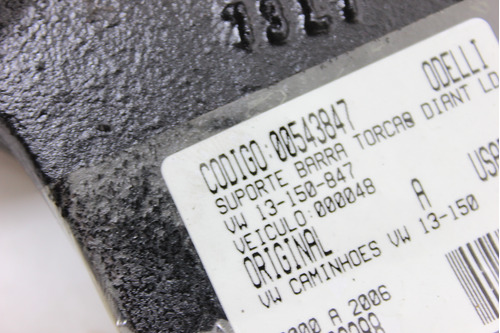 CODIGO:00543847 ODELLI
SUPORTE BARRA TORCAO DIANT
VW 13-150-847
VEICULO:000048 A
ORIGINAL
VW CAMINHOES VW 13-150
A 2006